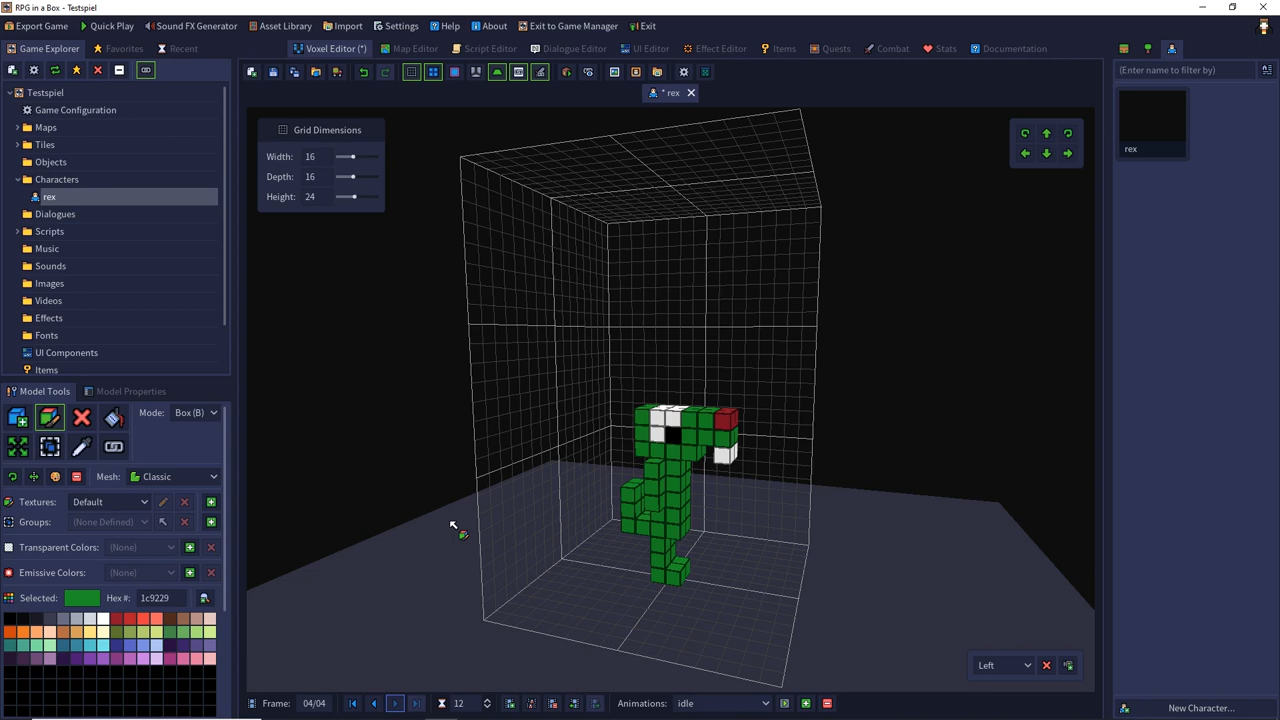 RPG in a Box - Testspiel
Export Game Quick Play Sound FX Generator Asset Library Import Settings Help About Exit to Game Manager Exit
Game Explorer Favorites Recent Voxel Editor (*) Map Editor Script Editor Dialogue Editor UI Editor Effect Editor Items Quests Combat Stats Documentation
(Enter name to filter by)
* rex
Testspiel
Game Configuration
Maps
Tiles
Objects
Characters
rex
Dialogues
Scripts
Music
Sounds
Images
Videos
Effects
Fonts
UI Components
Items
Grid Dimensions
Width: 16
Depth: 16
Height: 24
rex
Model Tools Model Properties
Mode: Box (B)
Mesh: Classic
Textures: Default
Groups: (None Defined)
Transparent Colors: (None)
Emissive Colors: (None)
Selected: Hex #: 1c9229
Left
Frame: 04/04 12 Animations: idle
New Character...